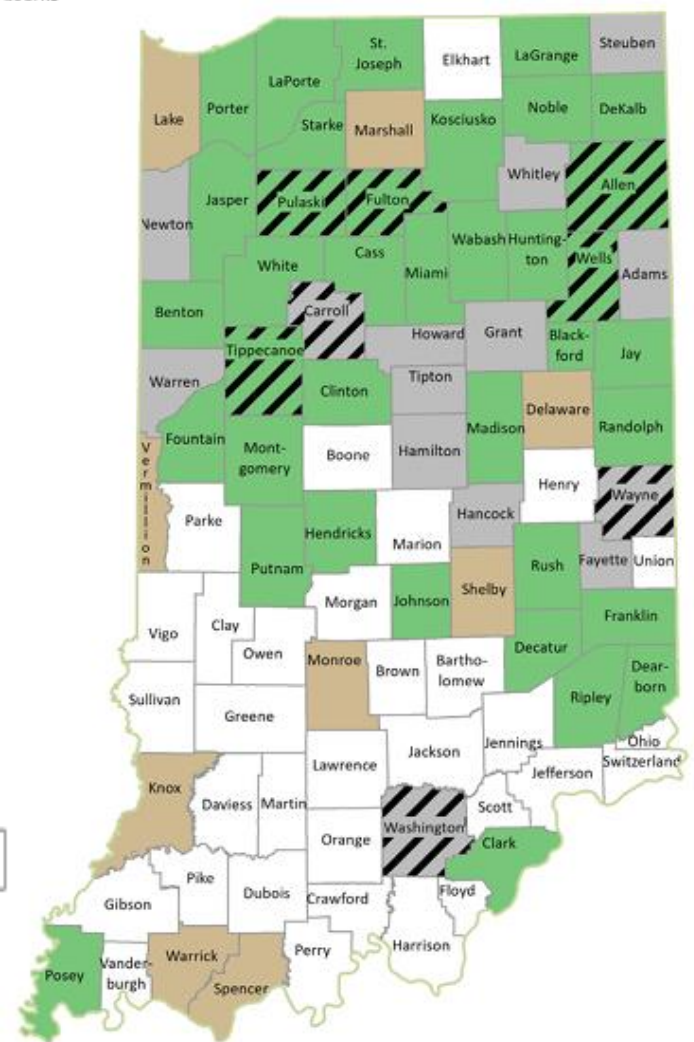 St.
Joseph
Elkhart
LaGrange
Steuben
LaPorte
Porter
Lake
Starke
Marshall
Kosciusko
Noble
DeKalb
Whitley
Allen
Jasper
Pulaski
Fulton
Newton
Wabash
Hunting-
ton
Wells
Adams
White
Cass
Miami
Benton
Carroll
Howard
Grant
Black-
ford
Jay
Tippecanoe
Warren
Clinton
Tipton
Delaware
Randolph
Fountain
Mont-
gomery
Boone
Hamilton
Madison
Henry
Wayne
Vermillion
Parke
Hendricks
Marion
Hancock
Rush
Fayette
Union
Putnam
Morgan
Johnson
Shelby
Franklin
Vigo
Clay
Owen
Monroe
Brown
Bartho-
lomew
Decatur
Ripley
Dear-
born
Sullivan
Greene
Jackson
Jennings
Ohio
Switzerland
Jefferson
Lawrence
Knox
Daviess
Martin
Scott
Washington
Orange
Clark
Pike
Dubois
Crawford
Floyd
Gibson
Harrison
Perry
Warrick
Vander-
burgh
Posey
Spencer